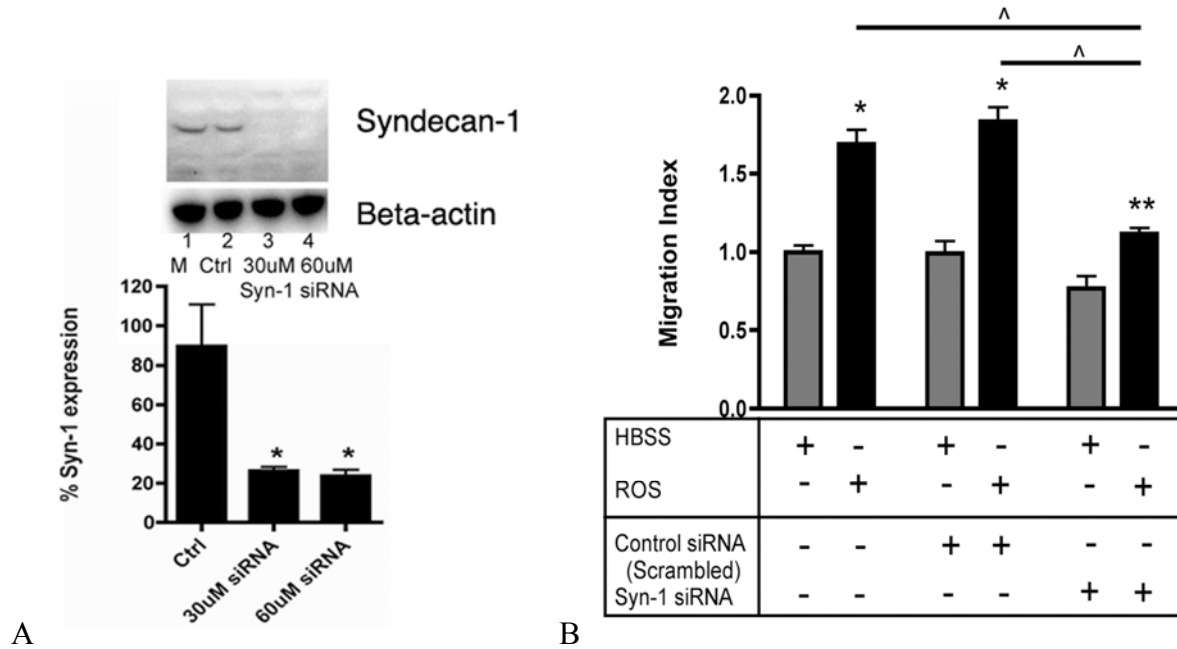 Syndecan-1
Beta-actin
1 2 3 4
M Ctrl 30uM 60uM
Syn-1 siRNA
120
100
80
60
40
20
0
% Syn-1 expression
* *
Ctrl
30uM siRNA
60uM siRNA
A
^
^
2.0
1.5
1.0
0.5
0.0
Migration Index
* * **
HBSS + - + - + -
ROS - + - + - +
Control siRNA - - + + - -
(Scrambled)
Syn-1 siRNA - - - - + +
B